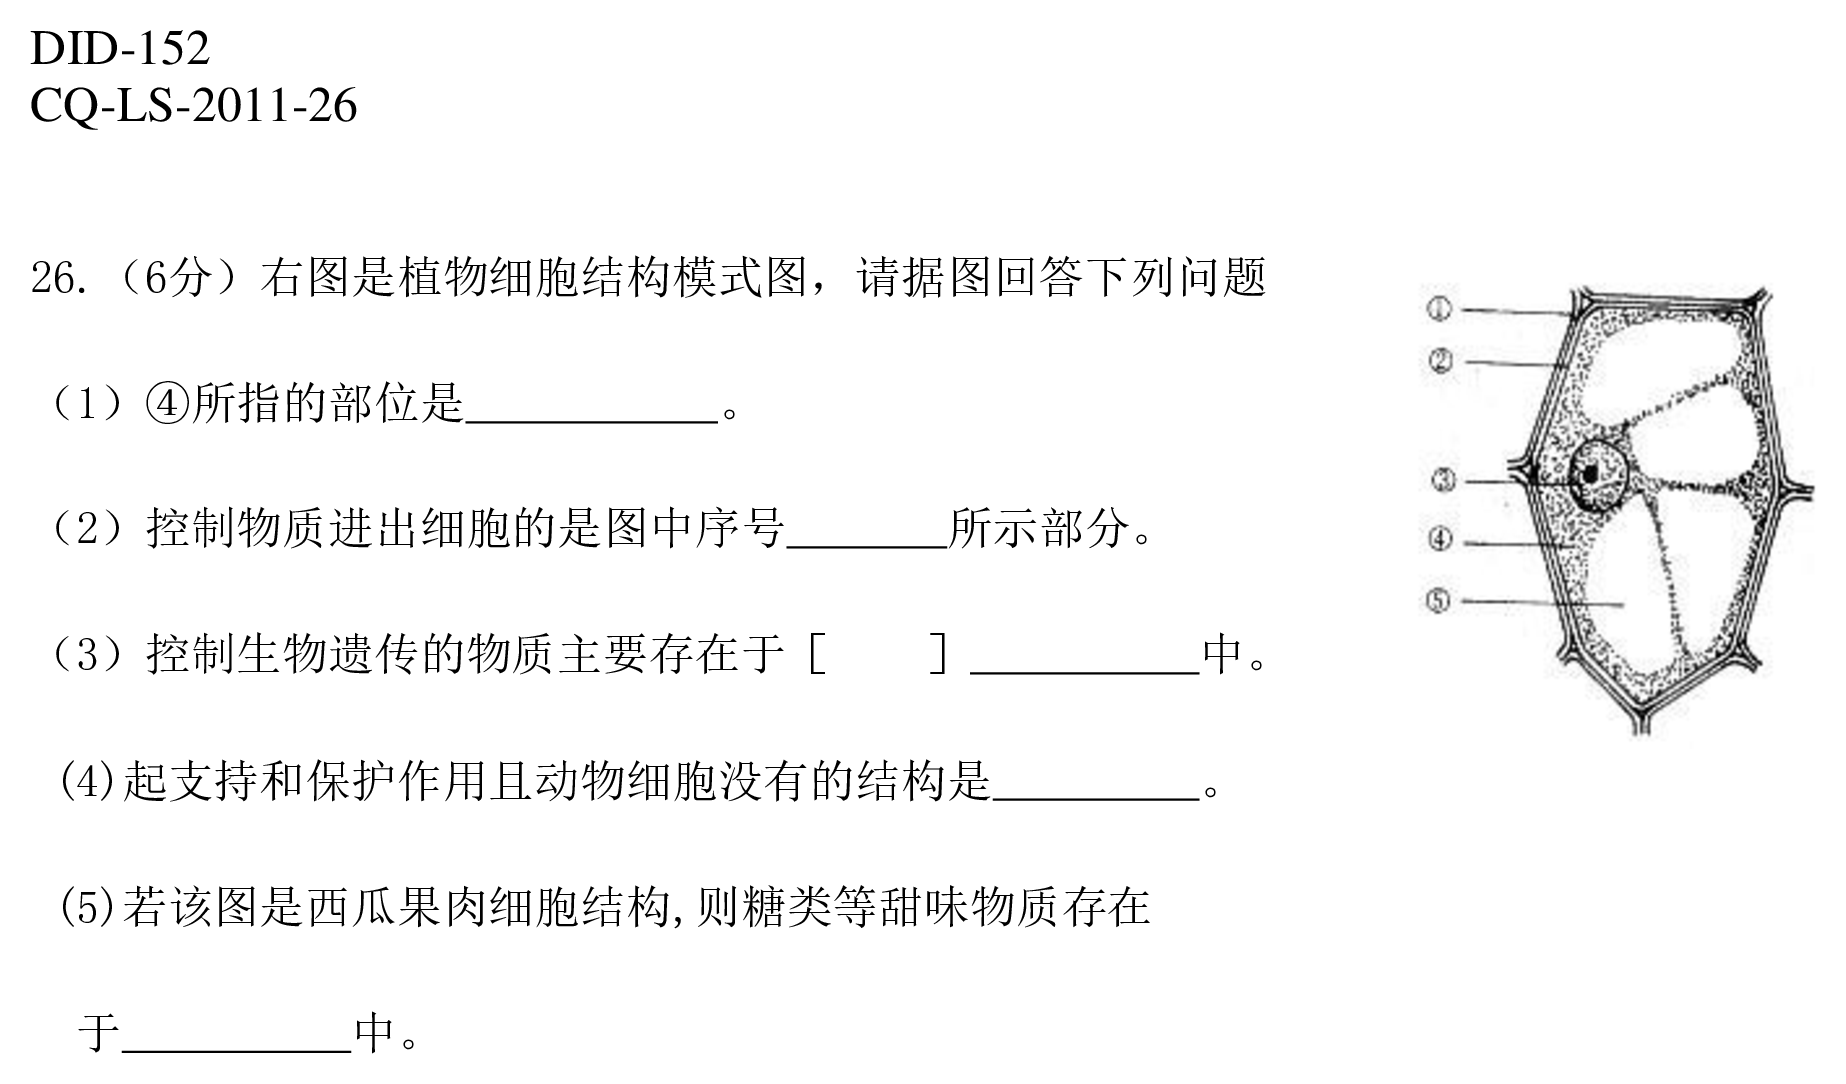 DID-152
CQ-LS-2011-26
26.（6分）右图是植物细胞结构模式图，请据图回答下列问题
（1）④所指的部位是___________。
（2）控制物质进出细胞的是图中序号_______所示部分。
（3）控制生物遗传的物质主要存在于［　　］__________中。
(4)起支持和保护作用且动物细胞没有的结构是_________。
(5)若该图是西瓜果肉细胞结构,则糖类等甜味物质存在
于__________中。
①
②
③
④
⑤